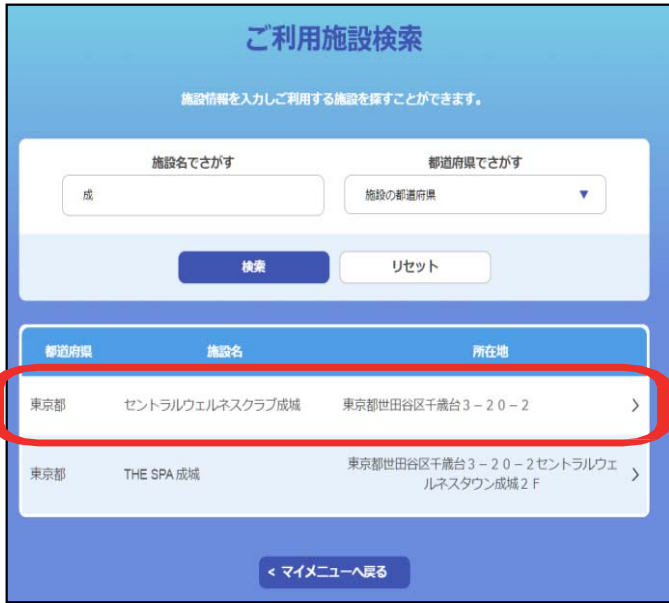 ご利用施設検索
施設情報を入力しご利用する施設を探すことができます。
施設名でさがす
都道府県でさがす
成
施設の都道府県
検索
リセット
都道府県 施設名 所在地
東京都 セントラルウェルネスクラブ成城 東京都世田谷区千歳台3－20－2
東京都 THE SPA 成城 東京都世田谷区千歳台3－20－2セントラルウェ
ルネスタウン成城2F
< マイメニューへ戻る